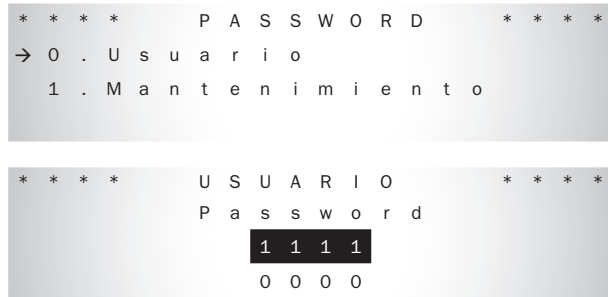 **** PASSWORD ****
→ 0. Usuario
1. Mantenimiento
**** USUARIO ****
Password
1111
0000